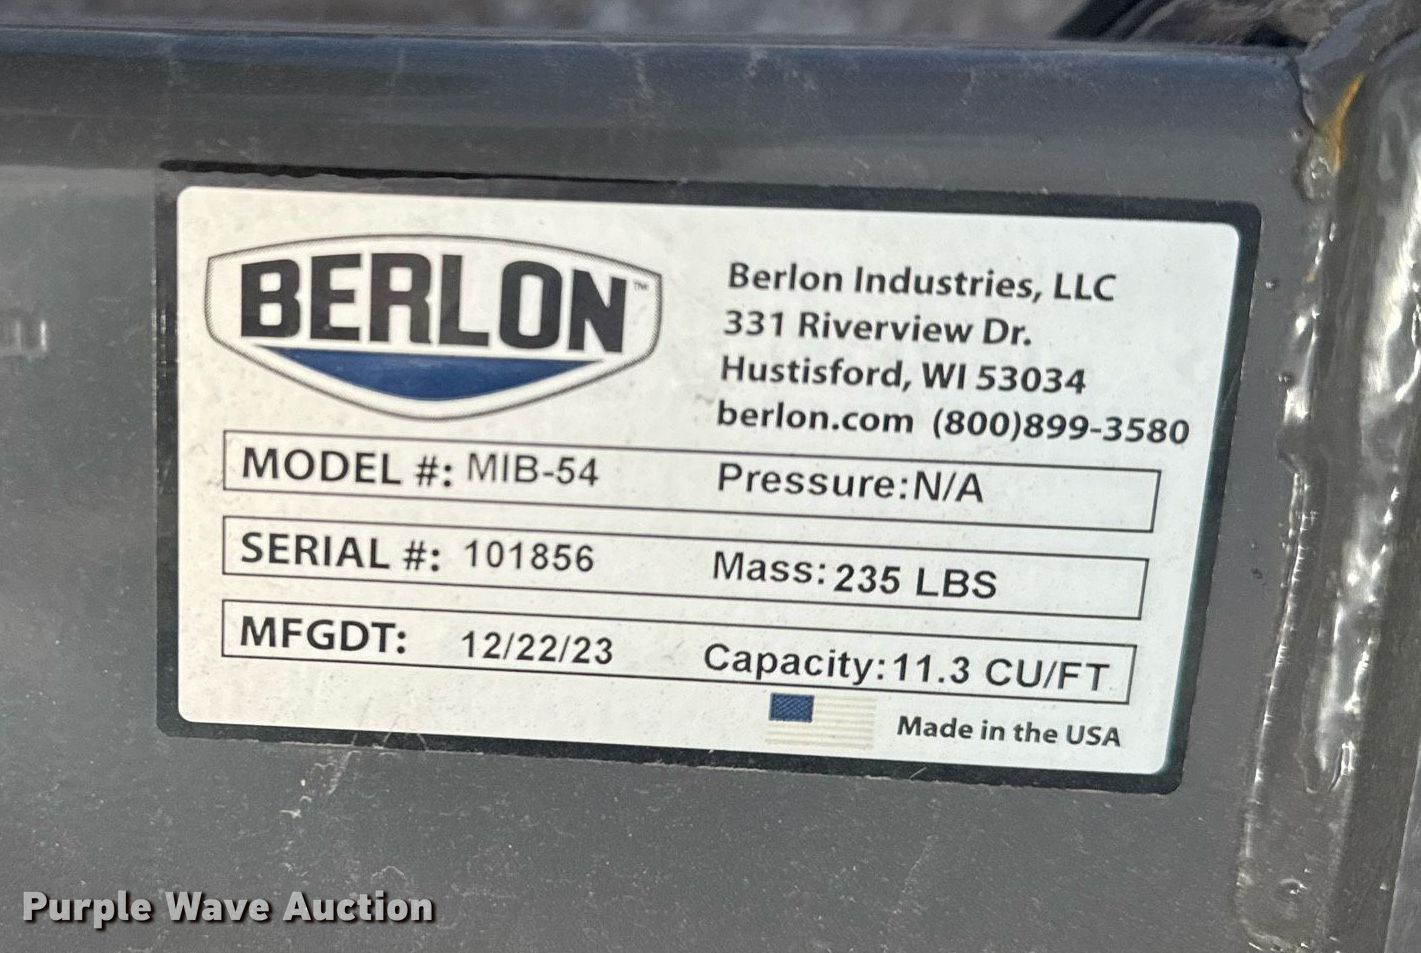 BERLON™
Berlon Industries, LLC
331 Riverview Dr.
Hustisford, WI 53034
berlon.com (800)899-3580
MODEL #: MIB-54 Pressure:N/A
SERIAL #: 101856 Mass:235 LBS
MFGDT: 12/22/23 Capacity:11.3 CU/FT
Made in the USA
Purple Wave Auction